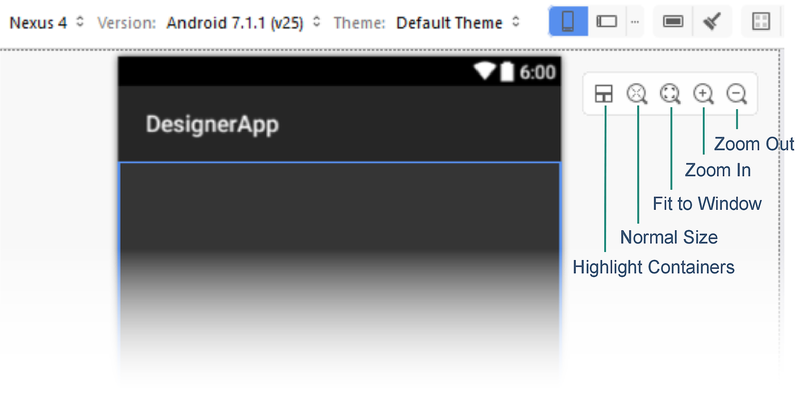 Nexus 4 Version: Android 7.1.1 (v25) Theme: Default Theme ...
6:00
DesignerApp
Zoom Out
Zoom In
Fit to Window
Normal Size
Highlight Containers